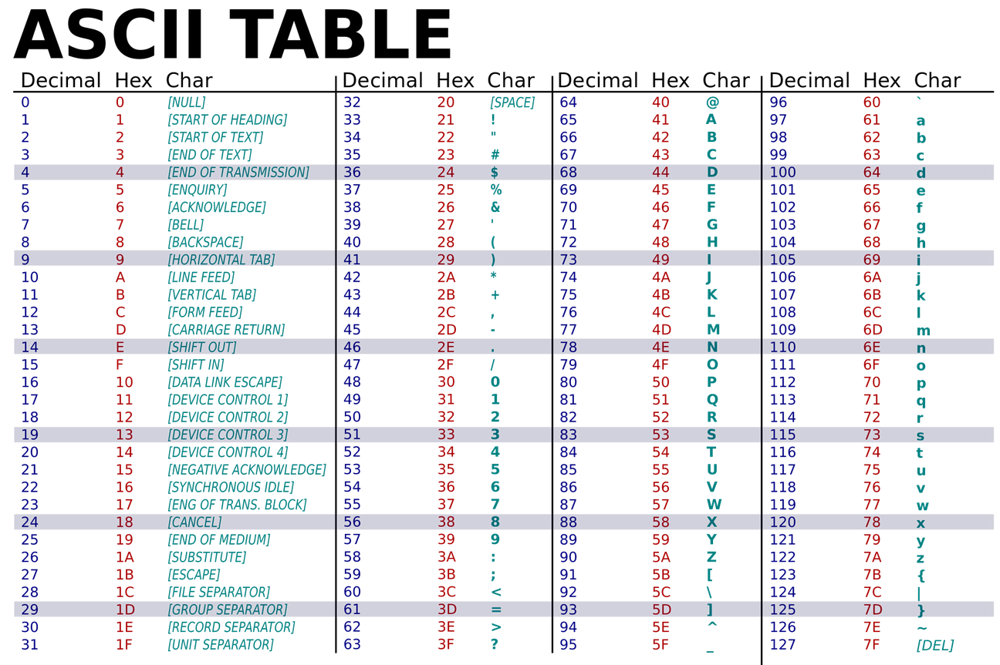 ASCII TABLE
Decimal Hex Char Decimal Hex Char Decimal Hex Char Decimal Hex Char
0 0 [NULL] 32 20 [SPACE] 64 40 @ 96 60 `
1 1 [START OF HEADING] 33 21 ! 65 41 A 97 61 a
2 2 [START OF TEXT] 34 22 " 66 42 B 98 62 b
3 3 [END OF TEXT] 35 23 # 67 43 C 99 63 c
4 4 [END OF TRANSMISSION] 36 24 $ 68 44 D 100 64 d
5 5 [ENQUIRY] 37 25 % 69 45 E 101 65 e
6 6 [ACKNOWLEDGE] 38 26 & 70 46 F 102 66 f
7 7 [BELL] 39 27 ' 71 47 G 103 67 g
8 8 [BACKSPACE] 40 28 ( 72 48 H 104 68 h
9 9 [HORIZONTAL TAB] 41 29 ) 73 49 I 105 69 i
10 A [LINE FEED] 42 2A * 74 4A J 106 6A j
11 B [VERTICAL TAB] 43 2B + 75 4B K 107 6B k
12 C [FORM FEED] 44 2C , 76 4C L 108 6C l
13 D [CARRIAGE RETURN] 45 2D - 77 4D M 109 6D m
14 E [SHIFT OUT] 46 2E . 78 4E N 110 6E n
15 F [SHIFT IN] 47 2F / 79 4F O 111 6F o
16 10 [DATA LINK ESCAPE] 48 30 0 80 50 P 112 70 p
17 11 [DEVICE CONTROL 1] 49 31 1 81 51 Q 113 71 q
18 12 [DEVICE CONTROL 2] 50 32 2 82 52 R 114 72 r
19 13 [DEVICE CONTROL 3] 51 33 3 83 53 S 115 73 s
20 14 [DEVICE CONTROL 4] 52 34 4 84 54 T 116 74 t
21 15 [NEGATIVE ACKNOWLEDGE] 53 35 5 85 55 U 117 75 u
22 16 [SYNCHRONOUS IDLE] 54 36 6 86 56 V 118 76 v
23 17 [ENG OF TRANS. BLOCK] 55 37 7 87 57 W 119 77 w
24 18 [CANCEL] 56 38 8 88 58 X 120 78 x
25 19 [END OF MEDIUM] 57 39 9 89 59 Y 121 79 y
26 1A [SUBSTITUTE] 58 3A : 90 5A Z 122 7A z
27 1B [ESCAPE] 59 3B ; 91 5B [ 123 7B {
28 1C [FILE SEPARATOR] 60 3C < 92 5C \ 124 7C |
29 1D [GROUP SEPARATOR] 61 3D = 93 5D ] 125 7D }
30 1E [RECORD SEPARATOR] 62 3E > 94 5E ^ 126 7E ~
31 1F [UNIT SEPARATOR] 63 3F ? 95 5F _ 127 7F [DEL]